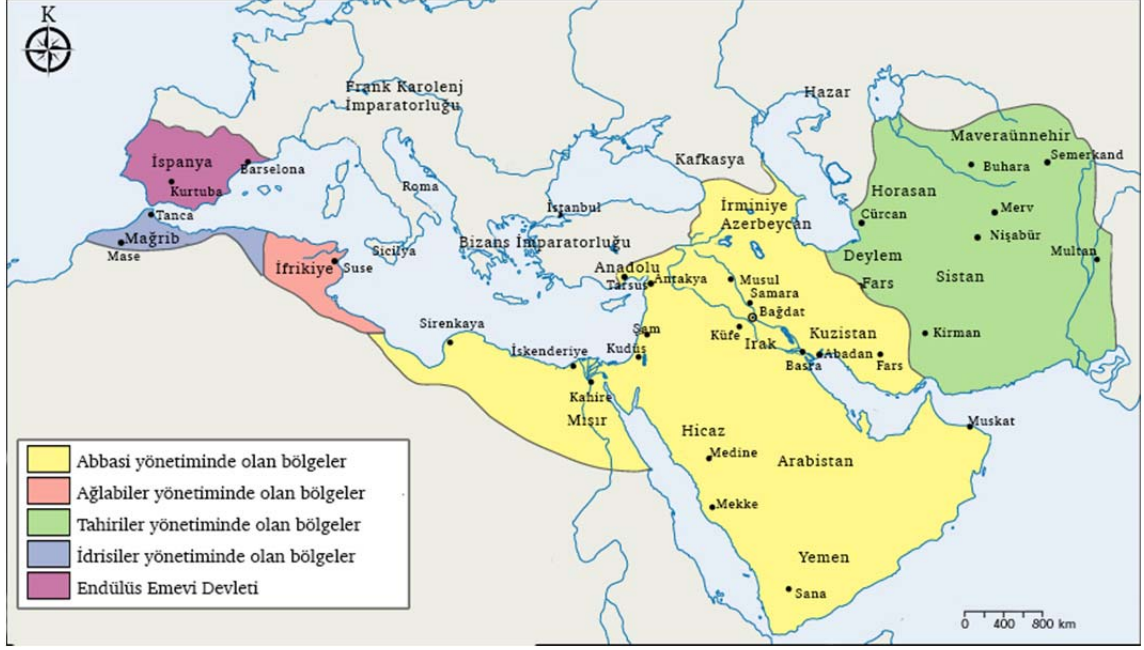 K
Frank Karolenj
İmparatorluğu
Hazar
Maveraünnehir
Semerkand
Buhara
Kafkasya
İspanya
Barselona
Kurtuba
Roma
Horasan
İstanbul
İrminiye
Azerbeycan
Merv
Cürcan
Tanca
Nişabür
Mağrib
Mase
Sicilya
Bizans İmparatorluğu
Deylem
Multan
İfrikiye
Suse
Anadolu
Tarsus
Antakya
Musul
Sistan
Fars
Samara
Bağdat
Sirenkaya
Şam
Küfe
Irak
Kuzistan
Kirman
İskenderiye
Kudüs
Basra
Abadan
Fars
Kahire
Mısır
Muskat
Hicaz
Medine
Arabistan
Mekke
Yemen
Sana
Abbasi yönetiminde olan bölgeler
Ağlabiler yönetiminde olan bölgeler
Tahiriler yönetiminde olan bölgeler
İdrisiler yönetiminde olan bölgeler
Endülüs Emevi Devleti
0 400 800 km